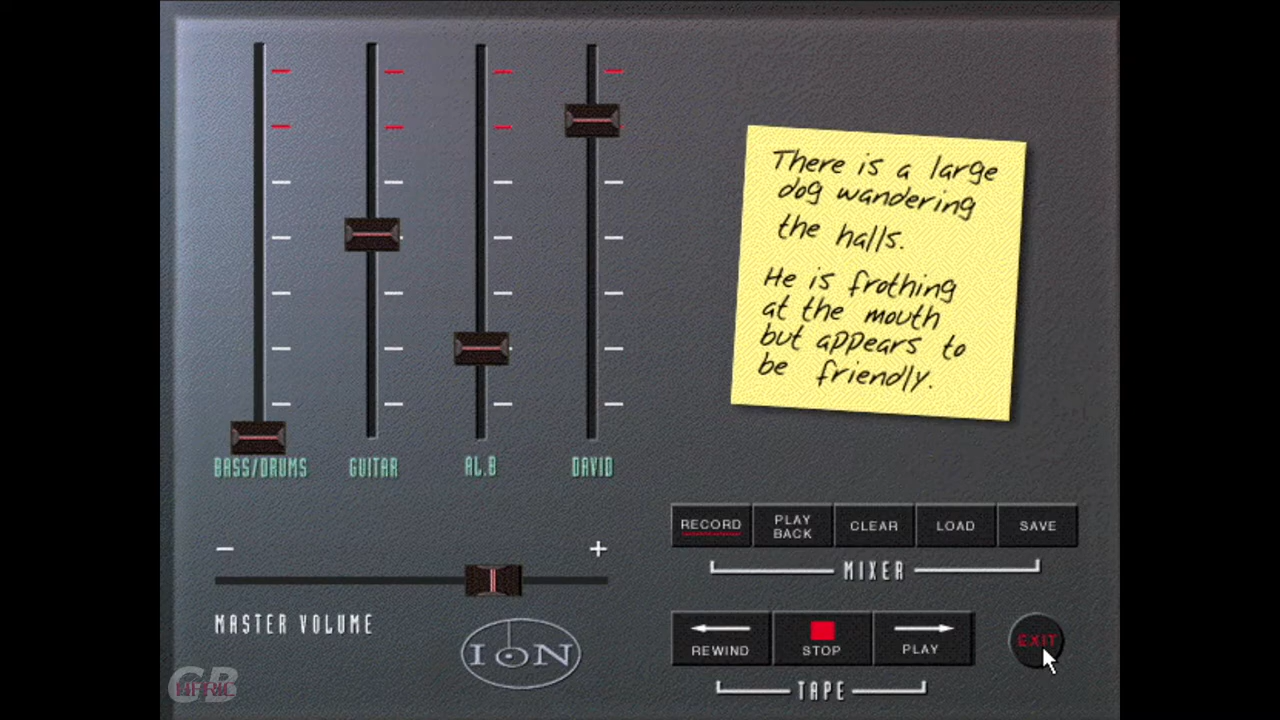 There is a large
dog wandering
the halls.
He is frothing
at the mouth
but appears to
be friendly.
BASS/DRUMS GUITAR AL.B DAVID
RECORD PLAY BACK CLEAR LOAD SAVE
MIXER
− +
MASTER VOLUME
ION
REWIND STOP PLAY EXIT
TAPE
GB